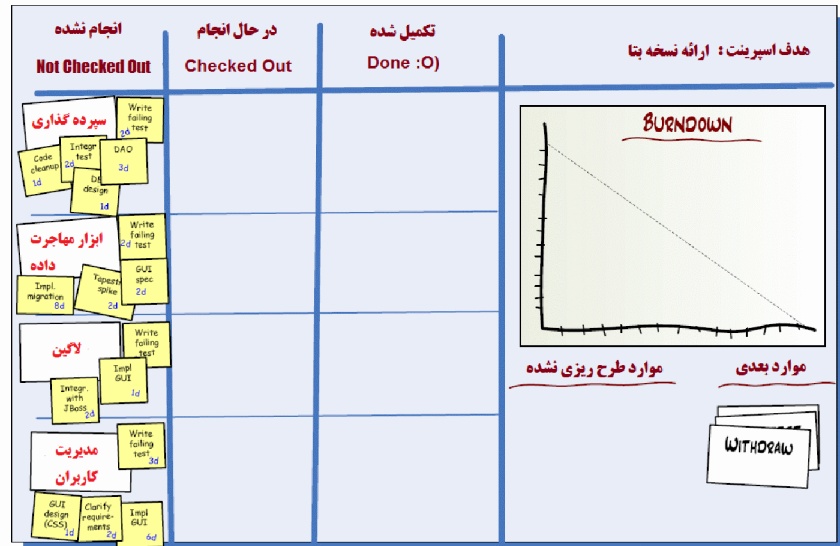 انجام نشده
Not Checked Out
در حال انجام
Checked Out
تکمیل شده
Done :O)
هدف اسپرینت : ارائه نسخه بتا
سپرده گذاری
Write
failing
test
2d
Code
cleanup
1d
Integr
test
2d
DAO
3d
DB
design
1d
ابزار مهاجرت
داده
Write
failing
test
2d
Impl.
migration
8d
Tapestry
spike
2d
GUI
spec
2d
لاگین
Write
failing
test
Impl
GUI
1d
Integr.
with
JBoss
2d
مدیریت
کاربران
Write
failing
test
3d
GUI
design
(CSS)
1d
Clarify
require-
ments
2d
Impl
GUI
6d
BURNDOWN
موارد طرح ریزی نشده
موارد بعدی
WITHDRAW